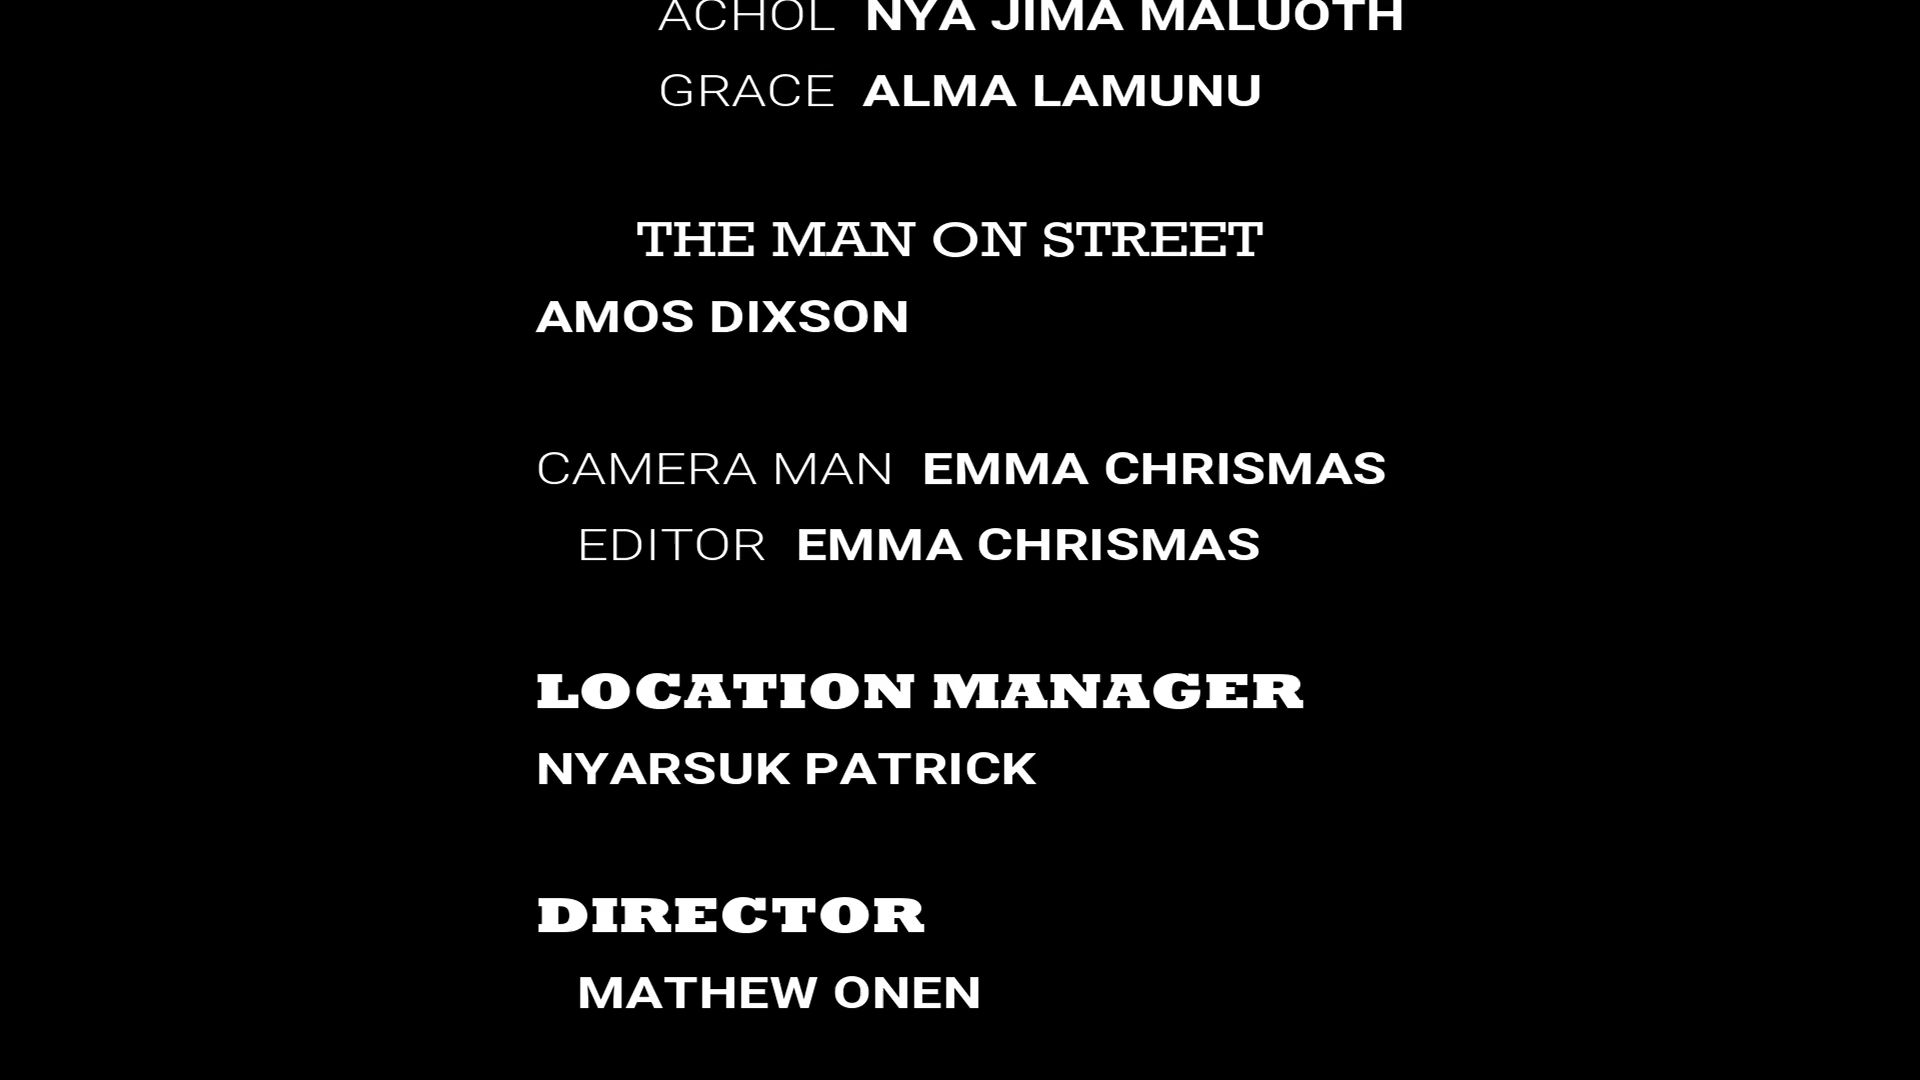 ACHOL NYA JIMA MALUOTH
GRACE ALMA LAMUNU
THE MAN ON STREET
AMOS DIXSON
CAMERA MAN EMMA CHRISMAS
EDITOR EMMA CHRISMAS
LOCATION MANAGER
NYARSUK PATRICK
DIRECTOR
MATHEW ONEN